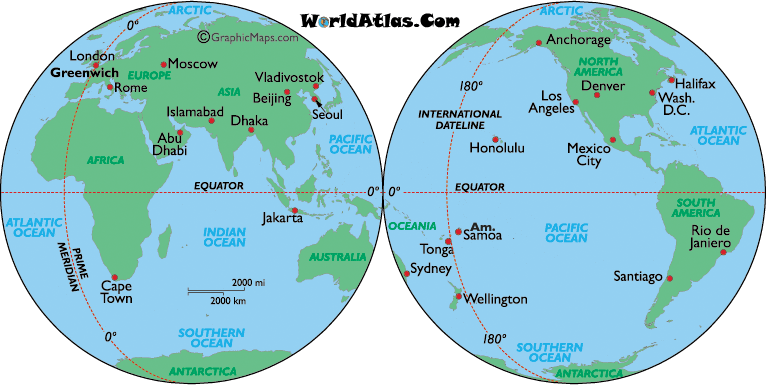 WorldAtlas.Com
©GraphicMaps.com
ARCTIC
0°
London
Greenwich
EUROPE
Moscow
Rome
ASIA
Vladivostok
Beijing
Seoul
Islamabad
Dhaka
Abu
Dhabi
AFRICA
PACIFIC
OCEAN
EQUATOR
0°
ATLANTIC
OCEAN
PRIME
MERIDIAN
INDIAN
OCEAN
Jakarta
AUSTRALIA
Cape
Town
2000 mi
2000 km
0°
SOUTHERN
OCEAN
ANTARCTICA
ARCTIC
Anchorage
180°
NORTH
AMERICA
Denver
Halifax
Los
Angeles
Wash.
D.C.
INTERNATIONAL
DATELINE
Honolulu
Mexico
City
ATLANTIC
OCEAN
0°
EQUATOR
SOUTH
AMERICA
OCEANIA
Am.
Samoa
Tonga
PACIFIC
OCEAN
Rio de
Janiero
Sydney
Santiago
Wellington
180°
SOUTHERN
OCEAN
ANTARCTICA